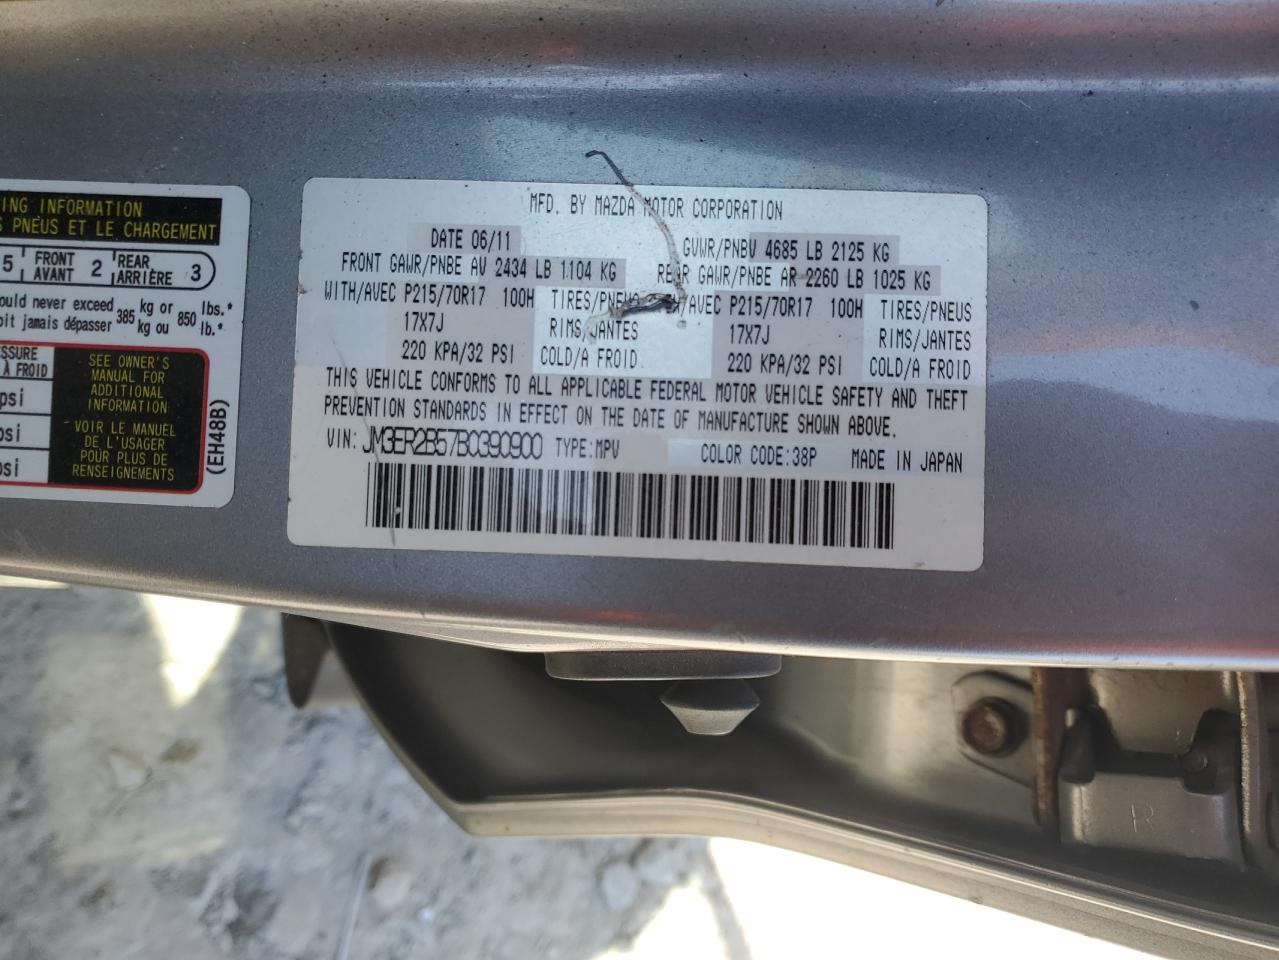 ING INFORMATION
S PNEUS ET LE CHARGEMENT
5 FRONT AVANT 2 REAR ARRIÈRE 3
ould never exceed 385 kg or 850 lbs.*
oit jamais dépasser 385 kg ou 850 lb.*
SSURE
À FROID
psi
psi
psi
SEE OWNER'S
MANUAL FOR
ADDITIONAL
INFORMATION
VOIR LE MANUEL
DE L'USAGER
POUR PLUS DE
RENSEIGNEMENTS
(EH48B)
MFD. BY MAZDA MOTOR CORPORATION
DATE 06/11 GVWR/PNBV 4685 LB 2125 KG
FRONT GAWR/PNBE AV 2434 LB 1104 KG REAR GAWR/PNBE AR 2260 LB 1025 KG
WITH/AVEC P215/70R17 100H TIRES/PNEUS /AVEC P215/70R17 100H TIRES/PNEUS
17X7J RIMS/JANTES 17X7J RIMS/JANTES
220 KPA/32 PSI COLD/A FROID 220 KPA/32 PSI COLD/A FROID
THIS VEHICLE CONFORMS TO ALL APPLICABLE FEDERAL MOTOR VEHICLE SAFETY AND THEFT
PREVENTION STANDARDS IN EFFECT ON THE DATE OF MANUFACTURE SHOWN ABOVE.
VIN: JM3ER2B57B0390900 TYPE:MPV COLOR CODE:38P MADE IN JAPAN
R